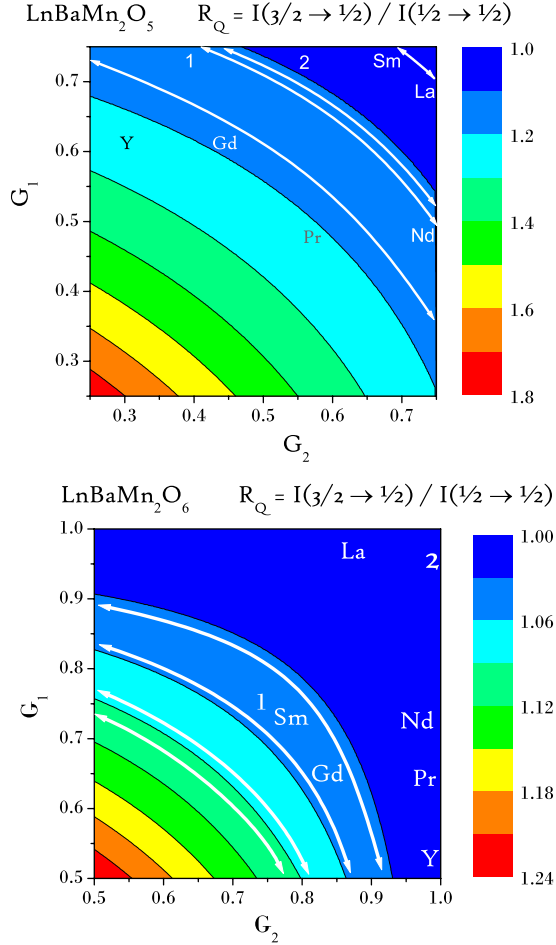 LnBaMn₂O₅ R_Q = I(3/2 → ½) / I(½ → ½)
1 2 Sm
La
Y Gd
Pr Nd
0.7
0.6
0.5
0.4
0.3
G₁
0.3 0.4 0.5 0.6 0.7
G₂
1.0
1.2
1.4
1.6
1.8
LnBaMn₂O₆ R_Q = I(3/2 → ½) / I(½ → ½)
La 2
1 Sm Nd
Gd Pr
Y
1.0
0.9
0.8
0.7
0.6
0.5
G₁
0.5 0.6 0.7 0.8 0.9 1.0
G₂
1.00
1.06
1.12
1.18
1.24